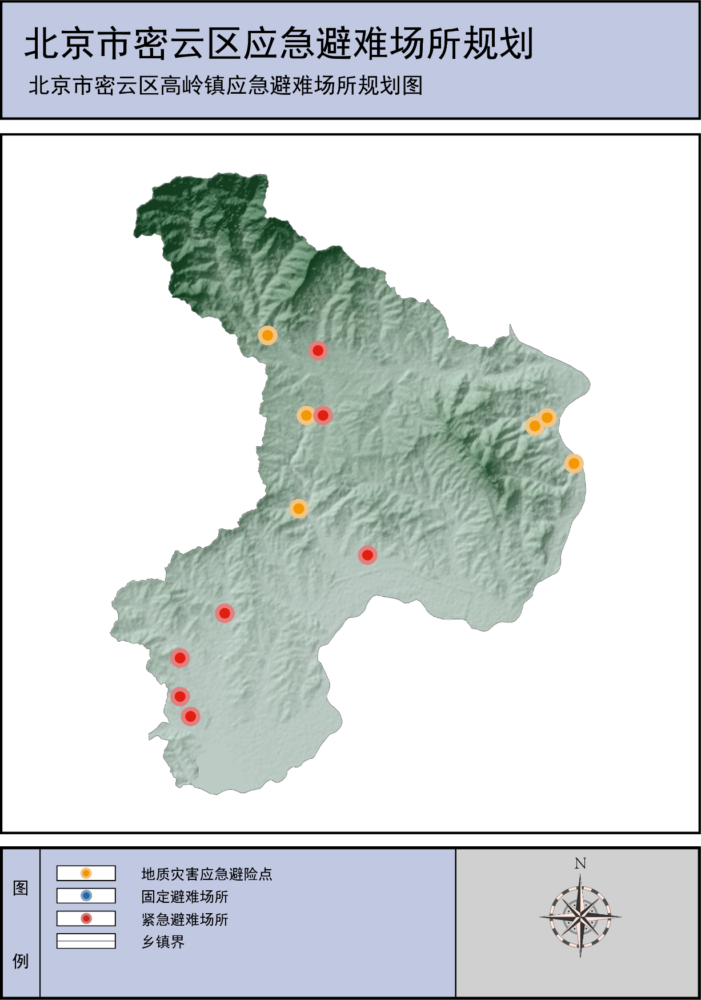 北京市密云区应急避难场所规划
北京市密云区高岭镇应急避难场所规划图
图例
地质灾害应急避险点
固定避难场所
紧急避难场所
乡镇界
N